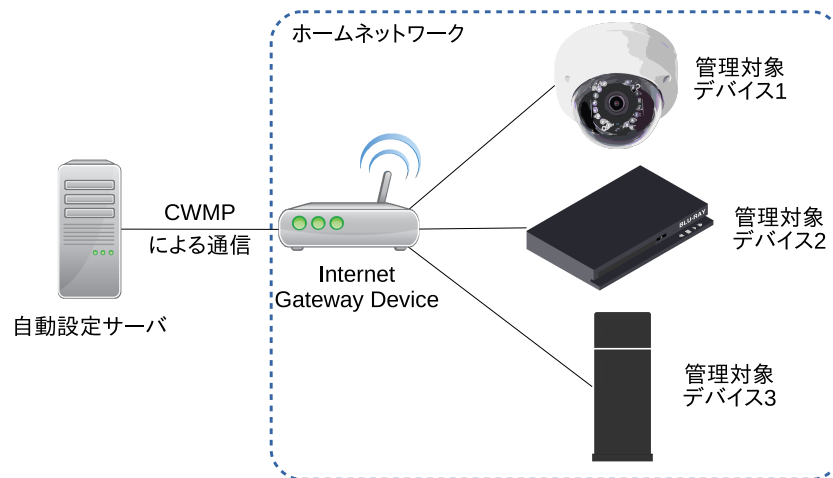 ホームネットワーク
管理対象
デバイス1
CWMP
による通信
自動設定サーバ
Internet
Gateway Device
BLU-RAY
管理対象
デバイス2
管理対象
デバイス3